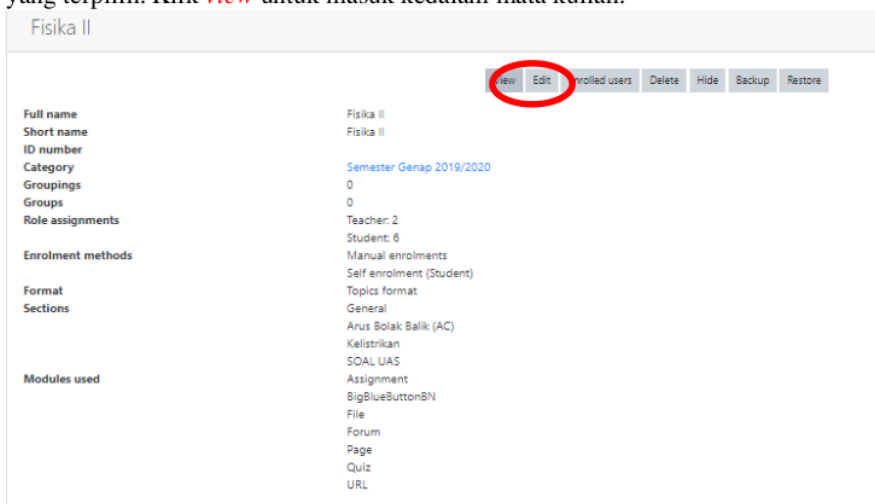 yang terpilih. Klik view untuk masuk kedalam mata kuliah.
Fisika II
View Edit Enrolled users Delete Hide Backup Restore
Full name Fisika II
Short name Fisika II
ID number
Category Semester Genap 2019/2020
Groupings 0
Groups 0
Role assignments Teacher: 2
Student: 6
Enrolment methods Manual enrolments
Self enrolment (Student)
Format Topics format
Sections General
Arus Bolak Balik (AC)
Kelistrikan
SOAL UAS
Modules used Assignment
BigBlueButtonBN
File
Forum
Page
Quiz
URL